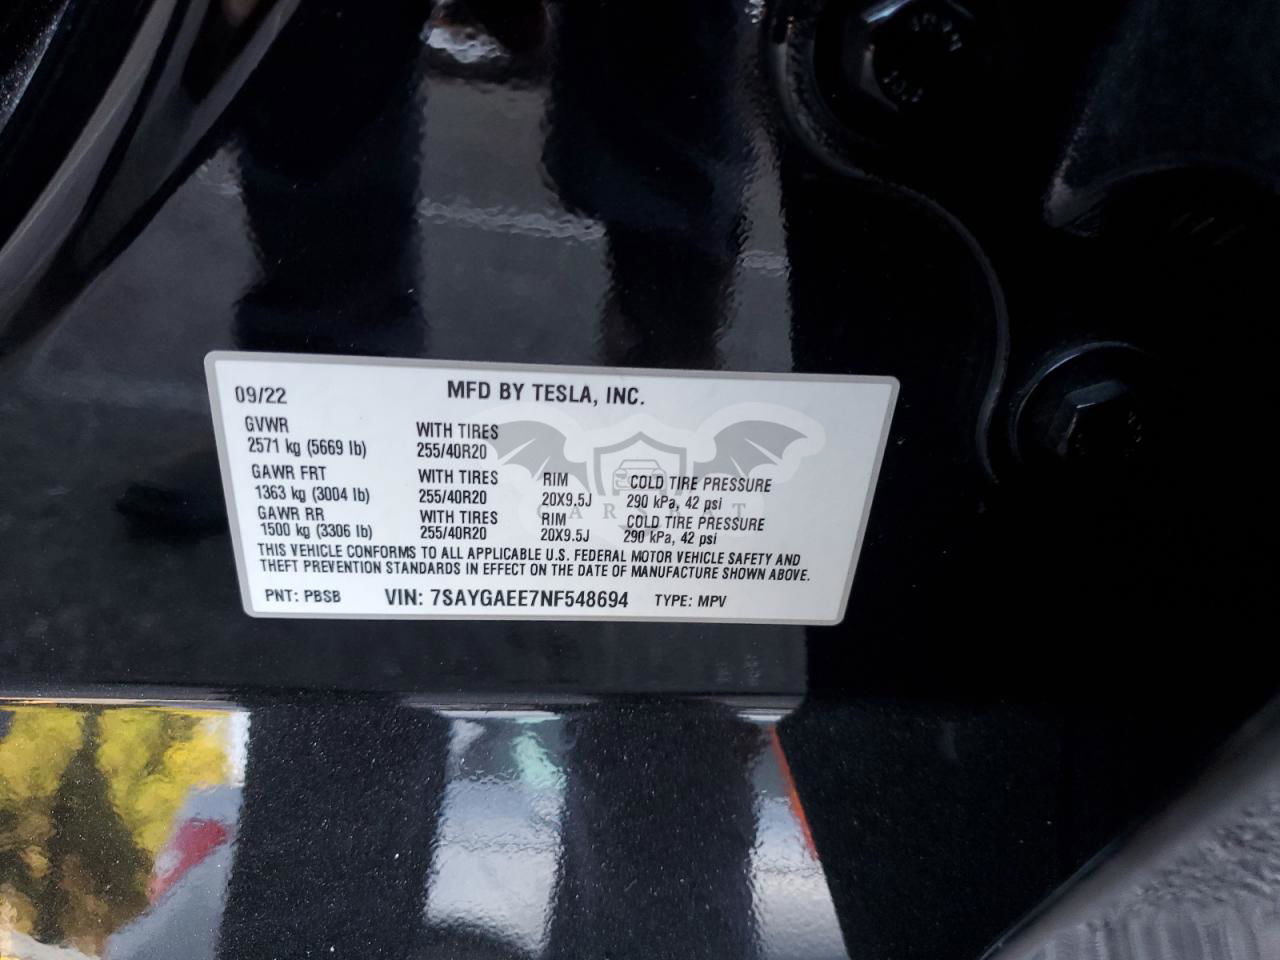 09/22 MFD BY TESLA, INC.
GVWR
2571 kg (5669 lb)
WITH TIRES
255/40R20
GAWR FRT
1363 kg (3004 lb)
WITH TIRES
255/40R20
RIM
20X9.5J
COLD TIRE PRESSURE
290 kPa, 42 psi
GAWR RR
1500 kg (3306 lb)
WITH TIRES
255/40R20
RIM
20X9.5J
COLD TIRE PRESSURE
290 kPa, 42 psi
THIS VEHICLE CONFORMS TO ALL APPLICABLE U.S. FEDERAL MOTOR VEHICLE SAFETY AND
THEFT PREVENTION STANDARDS IN EFFECT ON THE DATE OF MANUFACTURE SHOWN ABOVE.
PNT: PBSB VIN: 7SAYGAEE7NF548694 TYPE: MPV